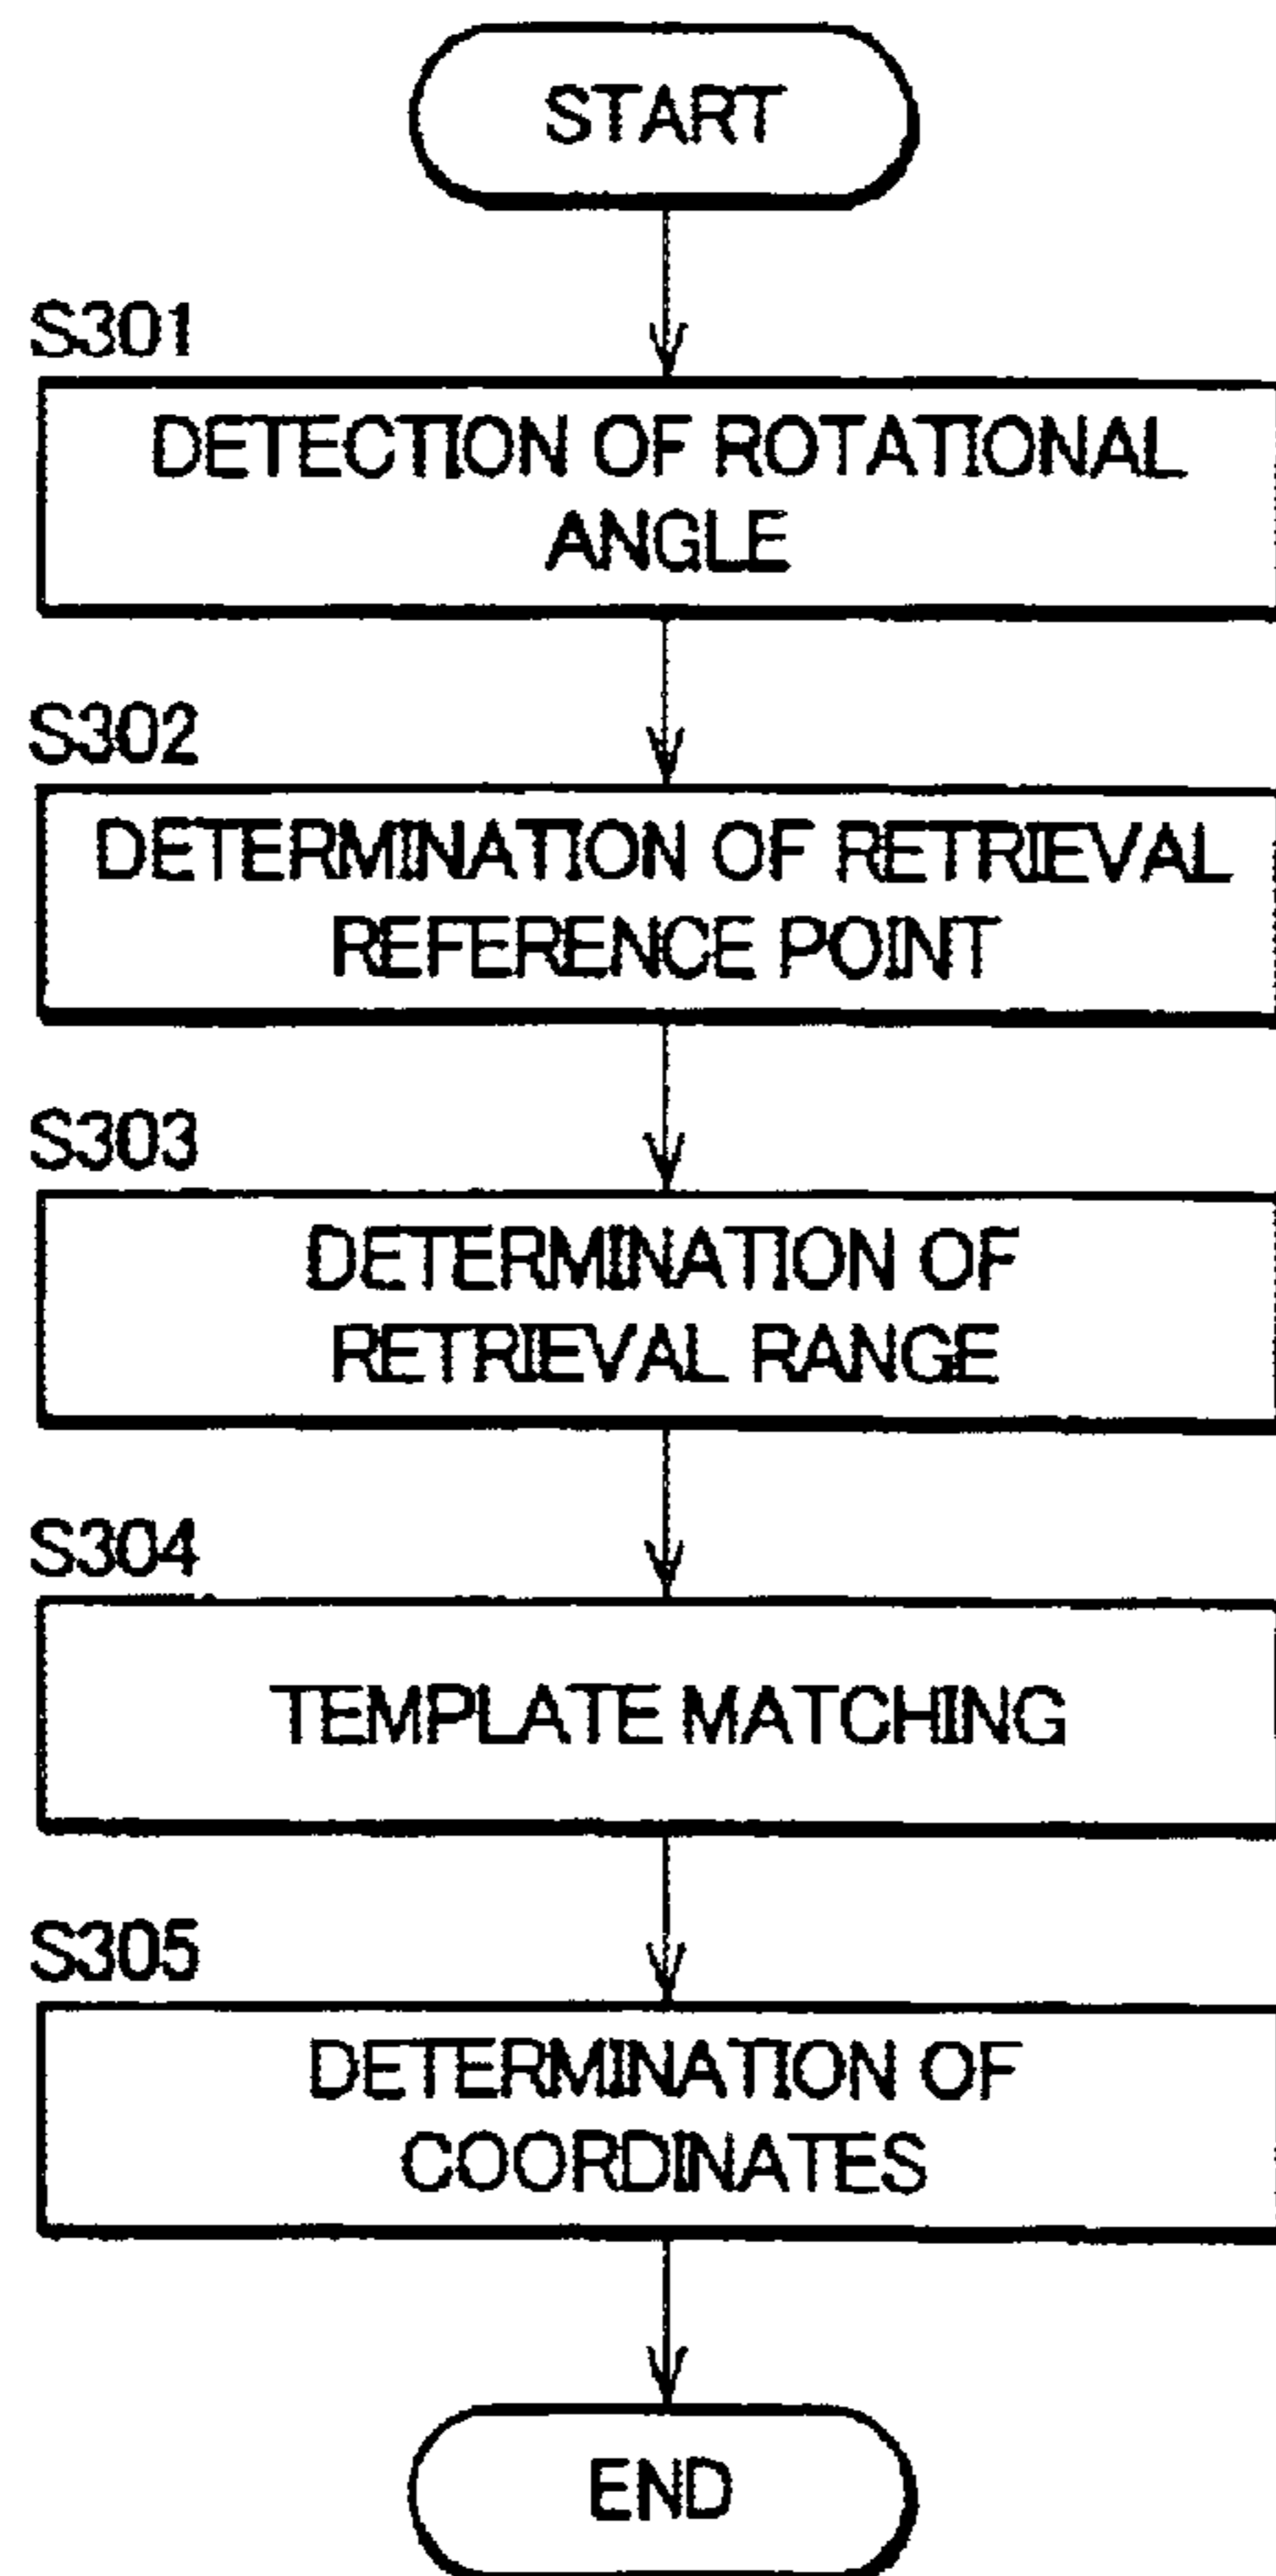 START
S301
DETECTION OF ROTATIONAL
ANGLE
S302
DETERMINATION OF RETRIEVAL
REFERENCE POINT
S303
DETERMINATION OF
RETRIEVAL RANGE
S304
TEMPLATE MATCHING
S305
DETERMINATION OF
COORDINATES
END